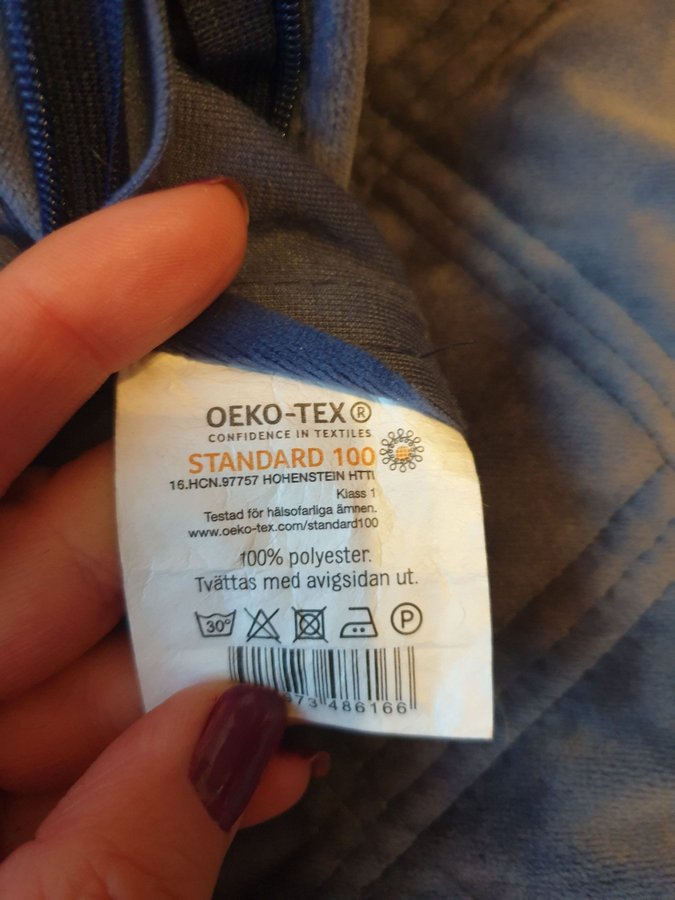 OEKO-TEX®
CONFIDENCE IN TEXTILES
STANDARD 100
16.HCN.97757 HOHENSTEIN HTTI
Klass 1
Testad för hälsofarliga ämnen.
www.oeko-tex.com/standard100
100% polyester.
Tvättas med avigsidan ut.
30° P
73 486166